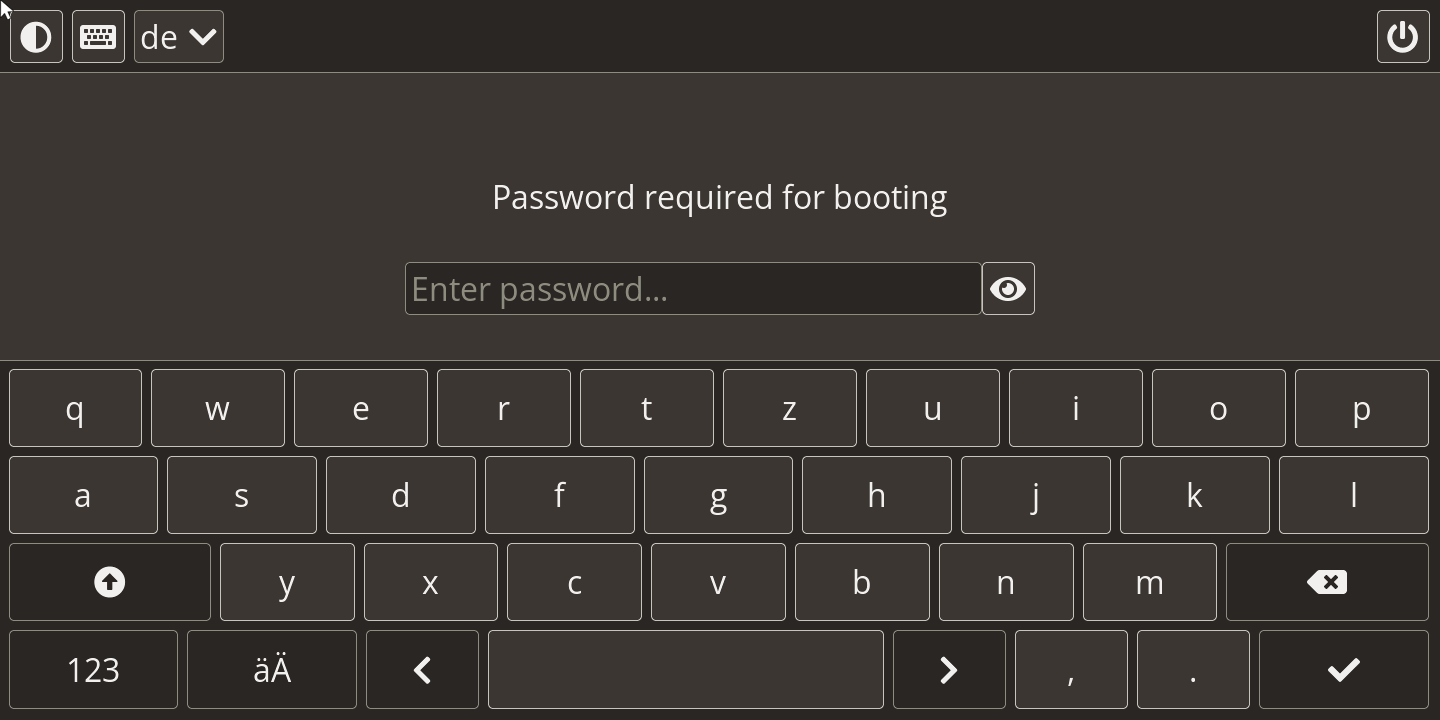 de
Password required for booting
Enter password...
q w e r t z u i o p
a s d f g h j k l
y x c v b n m
123 äÄ , .